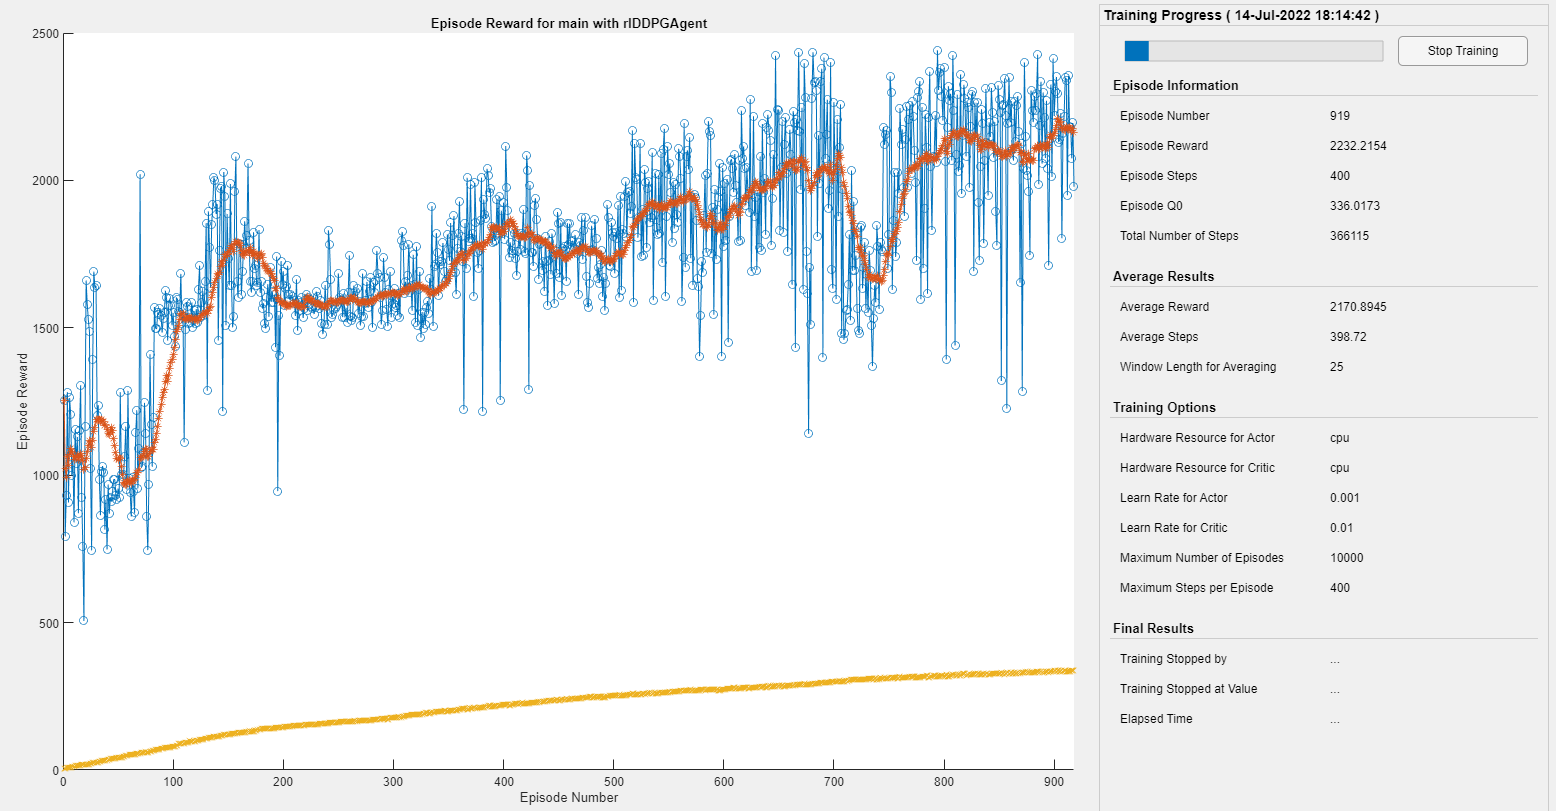 Episode Reward for main with rlDDPGAgent
2500
2000
1500
1000
500
0
Episode Reward
0 100 200 300 400 500 600 700 800 900
Episode Number
Training Progress ( 14-Jul-2022 18:14:42 )
Stop Training
Episode Information
Episode Number 919
Episode Reward 2232.2154
Episode Steps 400
Episode Q0 336.0173
Total Number of Steps 366115
Average Results
Average Reward 2170.8945
Average Steps 398.72
Window Length for Averaging 25
Training Options
Hardware Resource for Actor cpu
Hardware Resource for Critic cpu
Learn Rate for Actor 0.001
Learn Rate for Critic 0.01
Maximum Number of Episodes 10000
Maximum Steps per Episode 400
Final Results
Training Stopped by ...
Training Stopped at Value ...
Elapsed Time ...